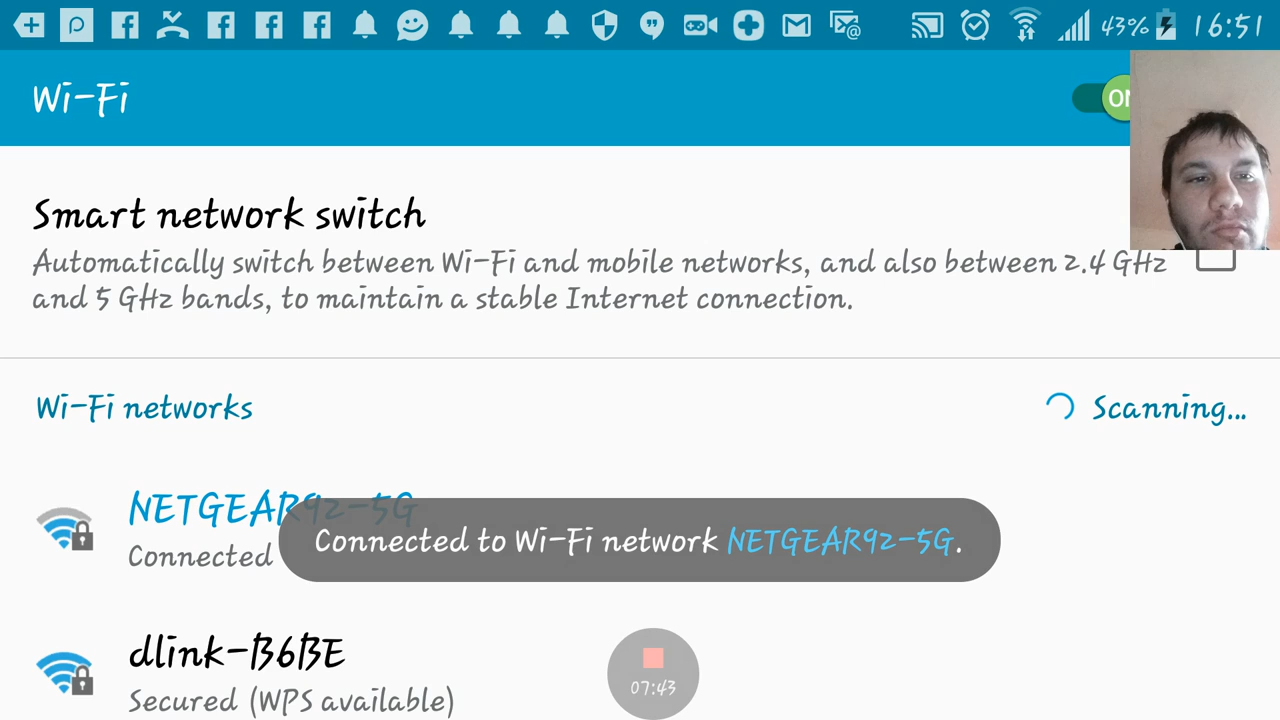 43% 16:51
Wi-Fi
ON
Smart network switch
Automatically switch between Wi-Fi and mobile networks, and also between 2.4 GHz
and 5 GHz bands, to maintain a stable Internet connection.
Wi-Fi networks
Scanning...
NETGEAR92-5G
Connected
Connected to Wi-Fi network NETGEAR92-5G.
dlink-B6BE
Secured (WPS available)
07:43